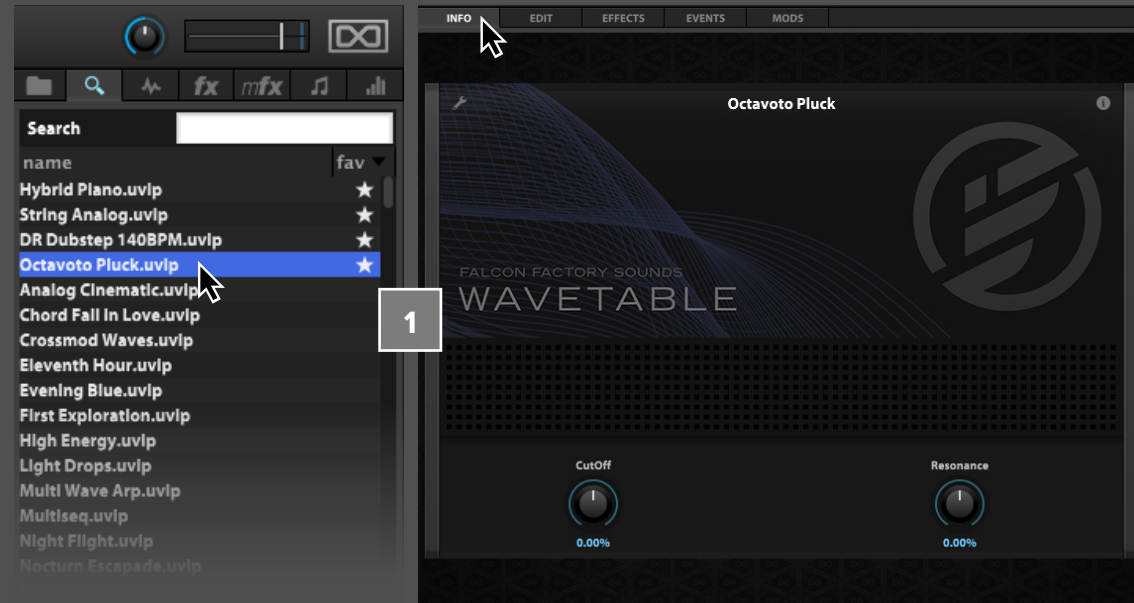 INFO EDIT EFFECTS EVENTS MODS
fx mfx
Search
name fav
Hybrid Piano.uvip
String Analog.uvip
DR Dubstep 140BPM.uvip
Octavoto Pluck.uvip
Analog Cinematic.uvip
Chord Fall In Love.uvip
Crossmod Waves.uvip
Eleventh Hour.uvip
Evening Blue.uvip
First Exploration.uvip
High Energy.uvip
Light Drops.uvip
Multi Wave Arp.uvip
Multiseq.uvip
Night Flight.uvip
Nocturn Escapade.uvip
1
Octavoto Pluck
FALCON FACTORY SOUNDS
WAVETABLE
CutOff Resonance
0.00% 0.00%